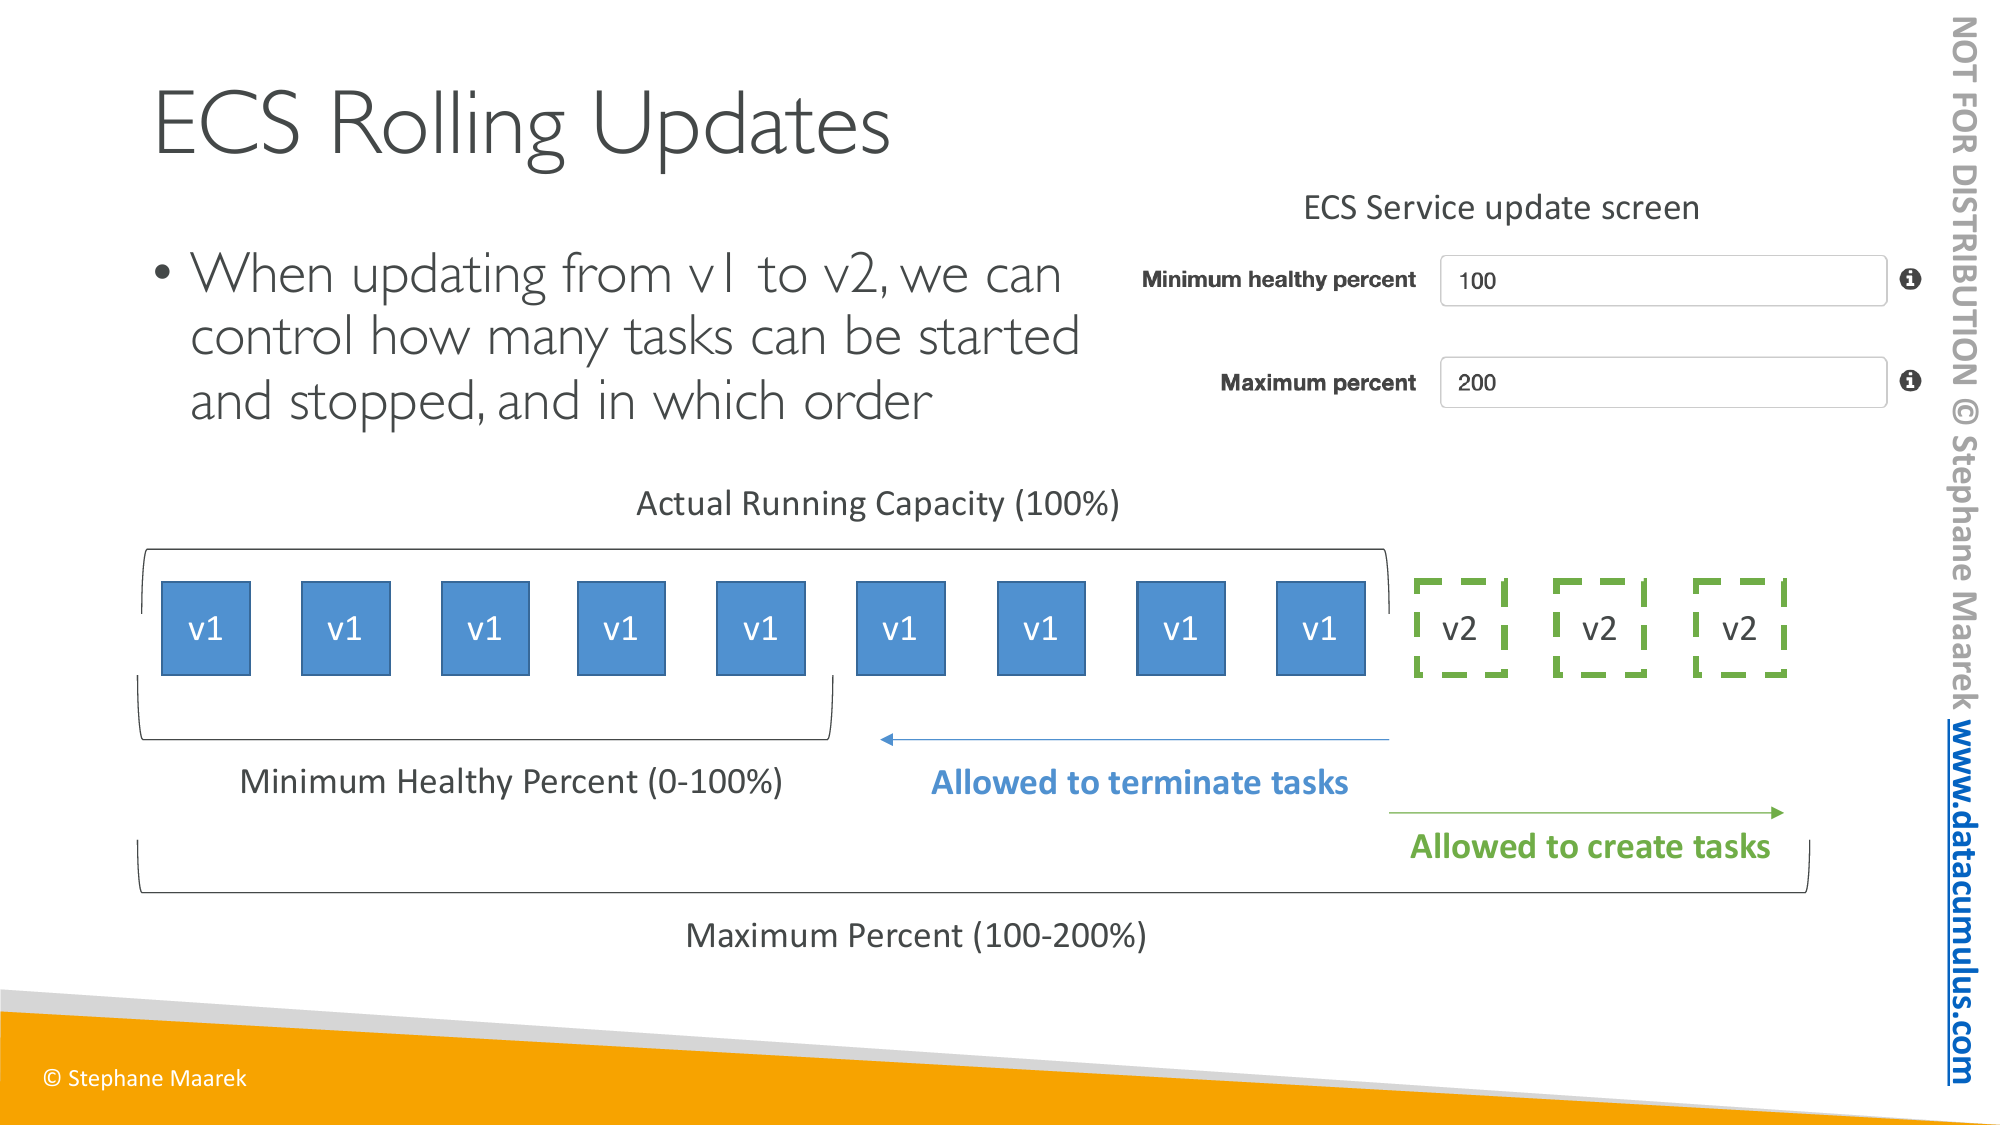 ECS Rolling Updates
• When updating from v1 to v2, we can
control how many tasks can be started
and stopped, and in which order
ECS Service update screen
Minimum healthy percent 100
Maximum percent 200
Actual Running Capacity (100%)
v1 v1 v1 v1 v1 v1 v1 v1 v1 v2 v2 v2
Minimum Healthy Percent (0-100%)
Allowed to terminate tasks
Allowed to create tasks
Maximum Percent (100-200%)
© Stephane Maarek
NOT FOR DISTRIBUTION © Stephane Maarek www.datacumulus.com